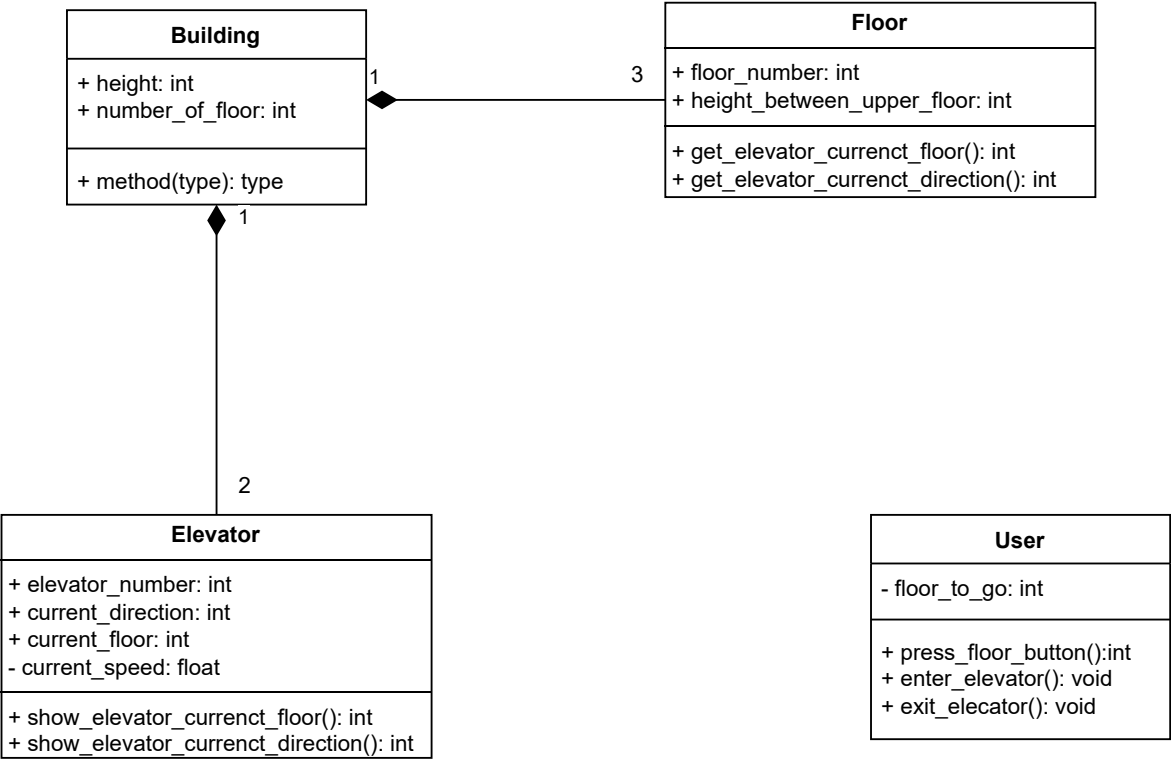 Building
+ height: int
+ number_of_floor: int
+ method(type): type
1
3
Floor
+ floor_number: int
+ height_between_upper_floor: int
+ get_elevator_currenct_floor(): int
+ get_elevator_currenct_direction(): int
1
2
Elevator
+ elevator_number: int
+ current_direction: int
+ current_floor: int
- current_speed: float
+ show_elevator_currenct_floor(): int
+ show_elevator_currenct_direction(): int
User
- floor_to_go: int
+ press_floor_button():int
+ enter_elevator(): void
+ exit_elecator(): void